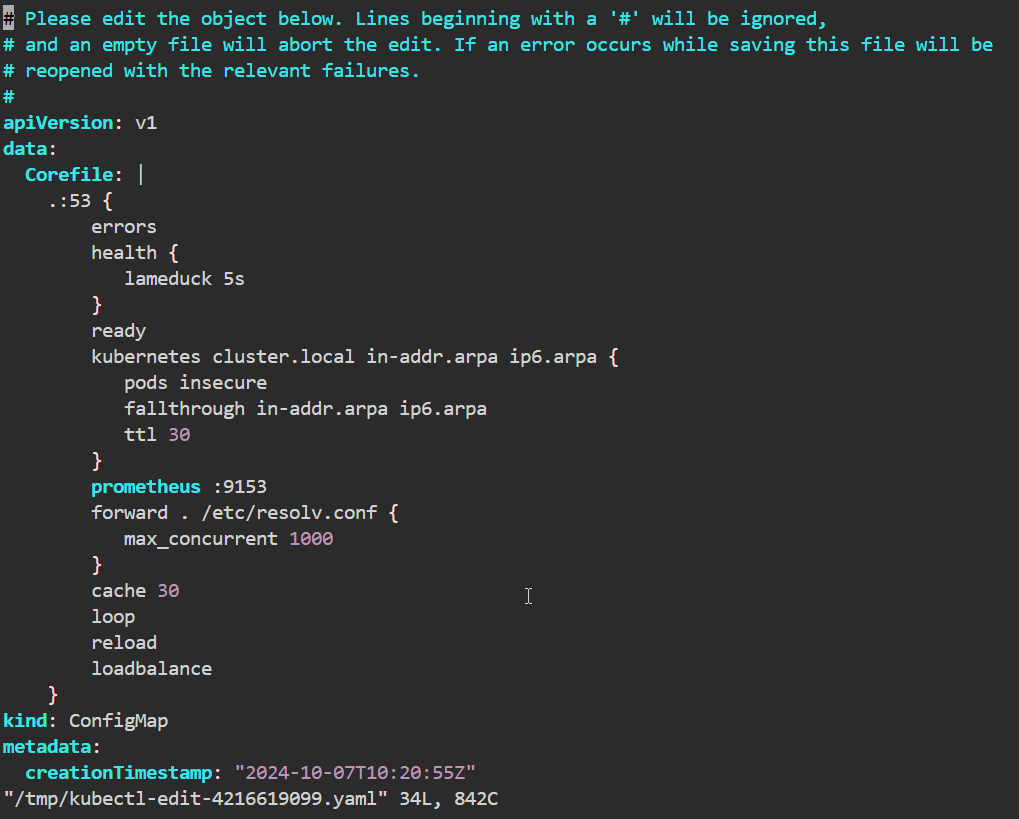 # Please edit the object below. Lines beginning with a '#' will be ignored,
# and an empty file will abort the edit. If an error occurs while saving this file will be
# reopened with the relevant failures.
#
apiVersion: v1
data:
  Corefile: |
    .:53 {
        errors
        health {
           lameduck 5s
        }
        ready
        kubernetes cluster.local in-addr.arpa ip6.arpa {
           pods insecure
           fallthrough in-addr.arpa ip6.arpa
           ttl 30
        }
        prometheus :9153
        forward . /etc/resolv.conf {
           max_concurrent 1000
        }
        cache 30
        loop
        reload
        loadbalance
    }
kind: ConfigMap
metadata:
  creationTimestamp: "2024-10-07T10:20:55Z"
"/tmp/kubectl-edit-4216619099.yaml" 34L, 842C